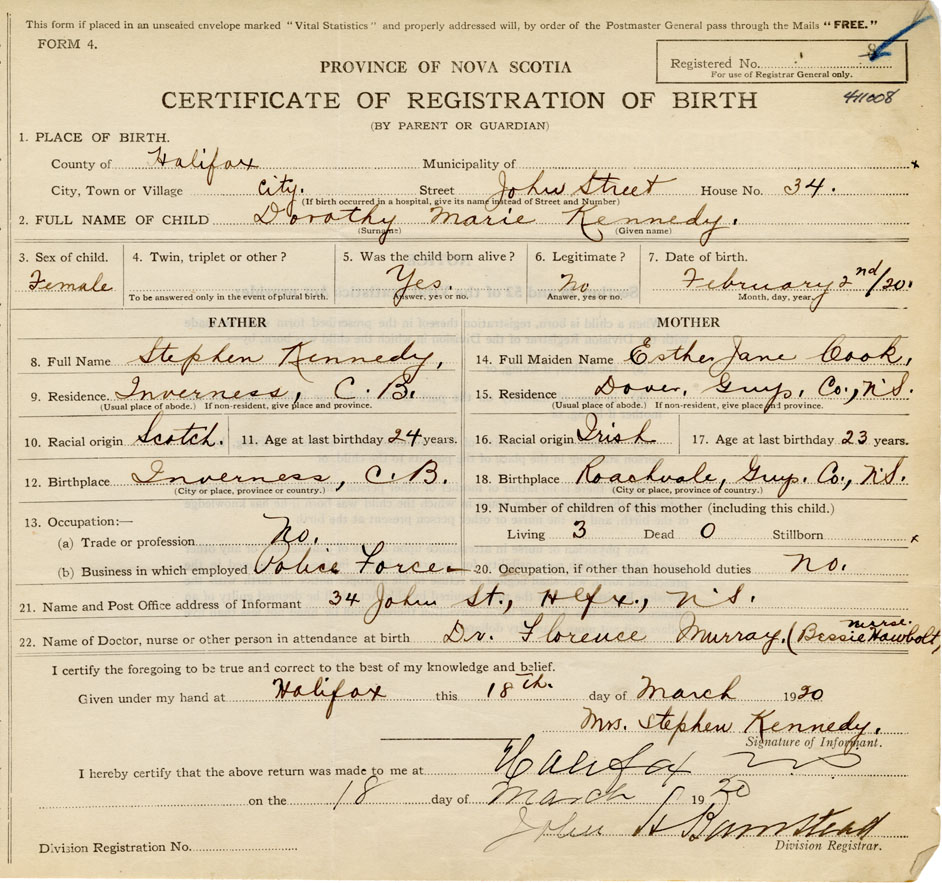 This form if placed in an unsealed envelope marked "Vital Statistics" and properly addressed will, by order of the Postmaster General pass through the Mails "FREE."
FORM 4.
Registered No. 8
For use of Registrar General only.
PROVINCE OF NOVA SCOTIA
CERTIFICATE OF REGISTRATION OF BIRTH
411008
(BY PARENT OR GUARDIAN)
1. PLACE OF BIRTH.
County of Halifax Municipality of x
City, Town or Village City. Street John Street House No. 34.
(If birth occurred in a hospital, give its name instead of Street and Number)
2. FULL NAME OF CHILD Dorothy Marie Kennedy.
(Surname) (Given name)
3. Sex of child. 4. Twin, triplet or other? 5. Was the child born alive? 6. Legitimate? 7. Date of birth.
Female Yes. No February 2nd/20.
To be answered only in the event of plural birth. Answer, yes or no. Answer, yes or no. Month, day, year.
FATHER MOTHER
8. Full Name Stephen Kennedy, 14. Full Maiden Name Esther Jane Cook,
9. Residence. Inverness, C.B. 15. Residence Dover, Guys. Co., N.S.
(Usual place of abode.) If non-resident, give place and province. (Usual place of abode.) If non-resident, give place and province.
10. Racial origin Scotch. 11. Age at last birthday 24 years. 16. Racial origin Irish 17. Age at last birthday 23 years.
12. Birthplace Inverness, C.B. 18. Birthplace Roachvale, Guys. Co., N.S.
(City or place, province or country.) (City or place, province or country.)
19. Number of children of this mother (including this child.)
13. Occupation:—
(a) Trade or profession No. Living 3 Dead 0 Stillborn x
(b) Business in which employed Police Force 20. Occupation, if other than household duties no.
21. Name and Post Office address of Informant 34 John St., Hlfx., N.S.
22. Name of Doctor, nurse or other person in attendance at birth Dr. Florence Murray. (Bessie Hawbolt, nurse.
I certify the foregoing to be true and correct to the best of my knowledge and belief.
Given under my hand at Halifax this 18th. day of March 1920
Mrs. Stephen Kennedy.
Signature of Informant.
I hereby certify that the above return was made to me at Halifax N.S.
on the 18 day of March 1920
John H Barnstead
Division Registration No. Division Registrar.